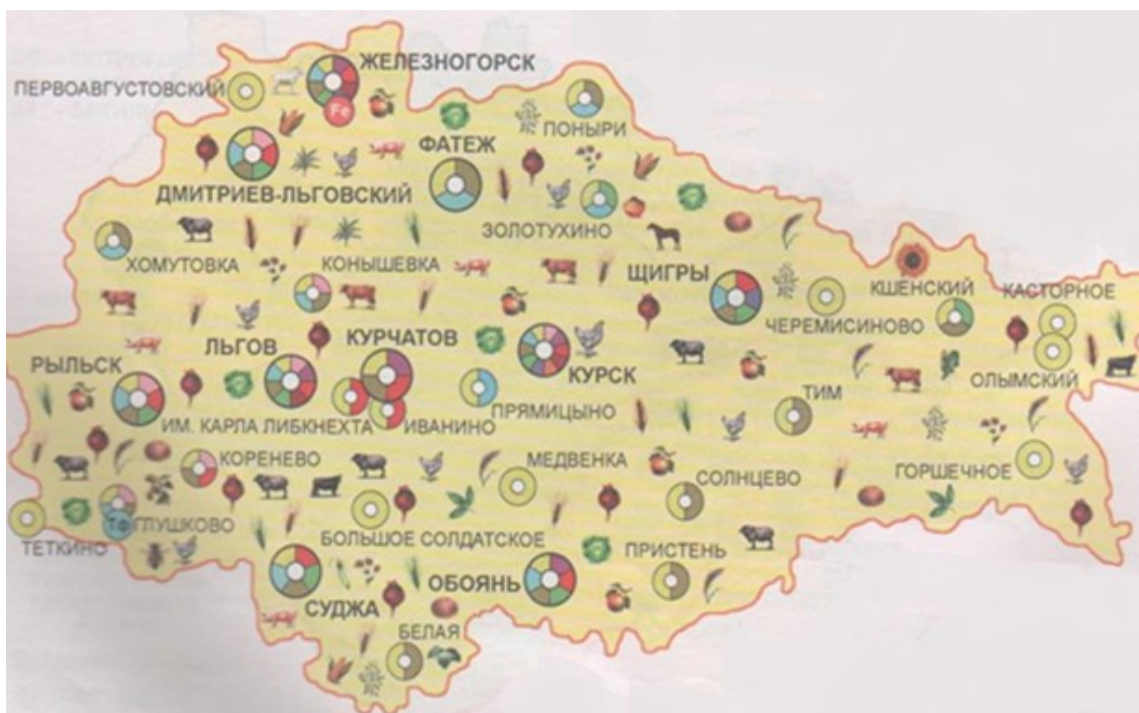 ЖЕЛЕЗНОГОРСК
ПЕРВОАВГУСТОВСКИЙ
Fe
ПОНЫРИ
ФАТЕЖ
ДМИТРИЕВ-ЛЬГОВСКИЙ
ЗОЛОТУХИНО
ХОМУТОВКА
КОНЫШЕВКА
ЩИГРЫ
КШЕНСКИЙ
КАСТОРНОЕ
ЧЕРЕМИСИНОВО
РЫЛЬСК
ЛЬГОВ
КУРЧАТОВ
КУРСК
ОЛЫМСКИЙ
ТИМ
ИМ. КАРЛА ЛИБКНЕХТА
ИВАНИНО
ПРЯМИЦЫНО
КОРЕНЕВО
МЕДВЕНКА
СОЛНЦЕВО
ГОРШЕЧНОЕ
Тф
ГЛУШКОВО
ТЕТКИНО
БОЛЬШОЕ СОЛДАТСКОЕ
ПРИСТЕНЬ
СУДЖА
ОБОЯНЬ
БЕЛАЯ